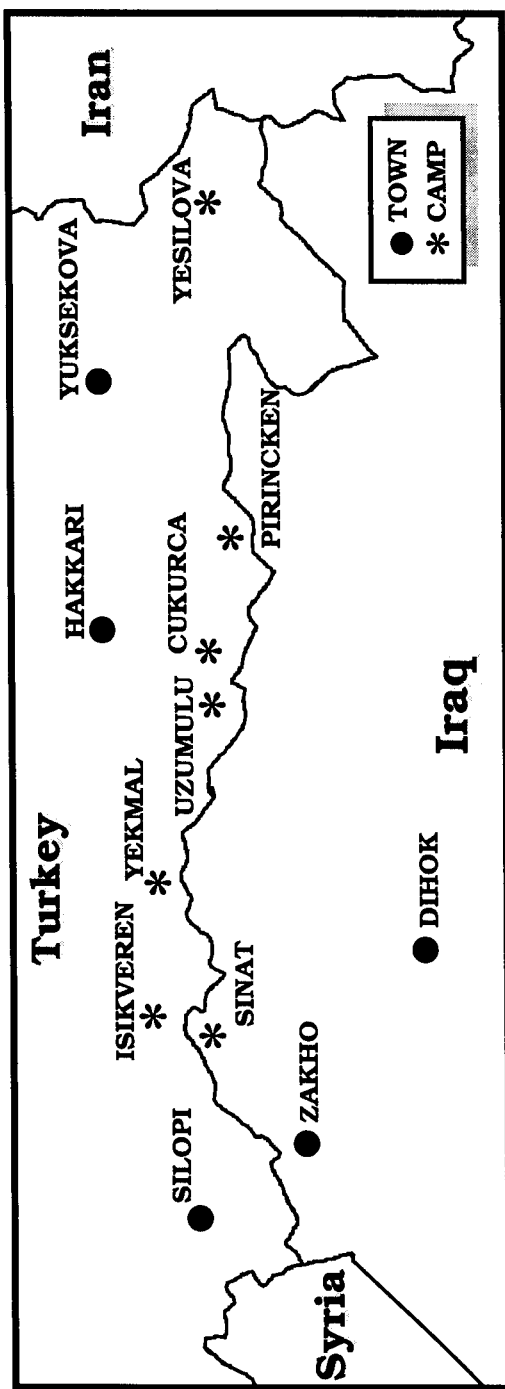 Turkey
Iran
Iraq
Syria
SILOPI
ISIKVEREN
YEKMAL
UZUMULU
CUKURCA
HAKKARI
YUKSEKOVA
YESILOVA
PIRINCKEN
SINAT
ZAKHO
DIHOK
TOWN
CAMP